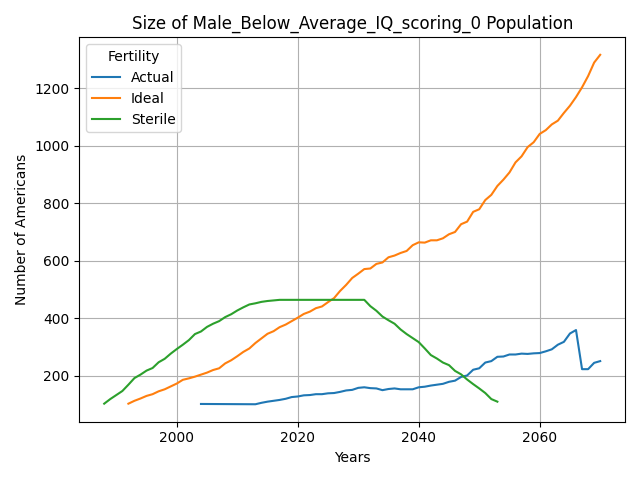 Size of Male_Below_Average_IQ_scoring_0 Population
Fertility
Actual
Ideal
Sterile
Number of Americans
1200
1000
800
600
400
200
2000
2020
2040
2060
Years